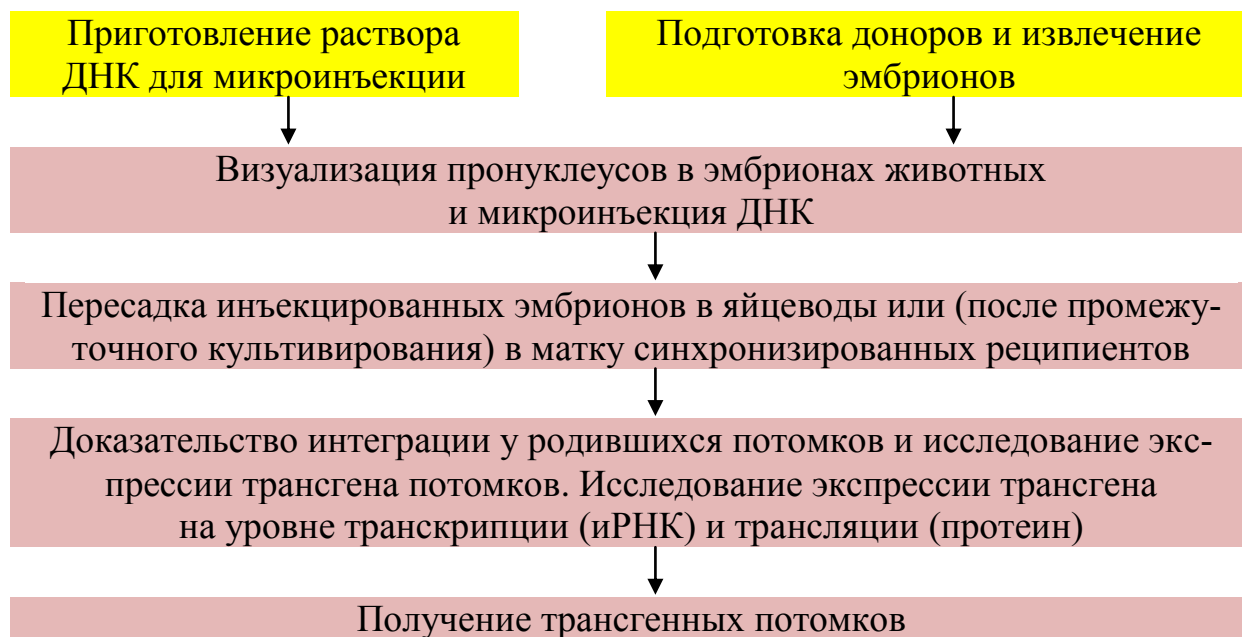 Приготовление раствора
ДНК для микроинъекции
Подготовка доноров и извлечение
эмбрионов
Визуализация пронуклеусов в эмбрионах животных
и микроинъекция ДНК
Пересадка инъекцированных эмбрионов в яйцеводы или (после промежу-
точного культивирования) в матку синхронизированных реципиентов
Доказательство интеграции у родившихся потомков и исследование экс-
прессии трансгена потомков. Исследование экспрессии трансгена
на уровне транскрипции (иРНК) и трансляции (протеин)
Получение трансгенных потомков